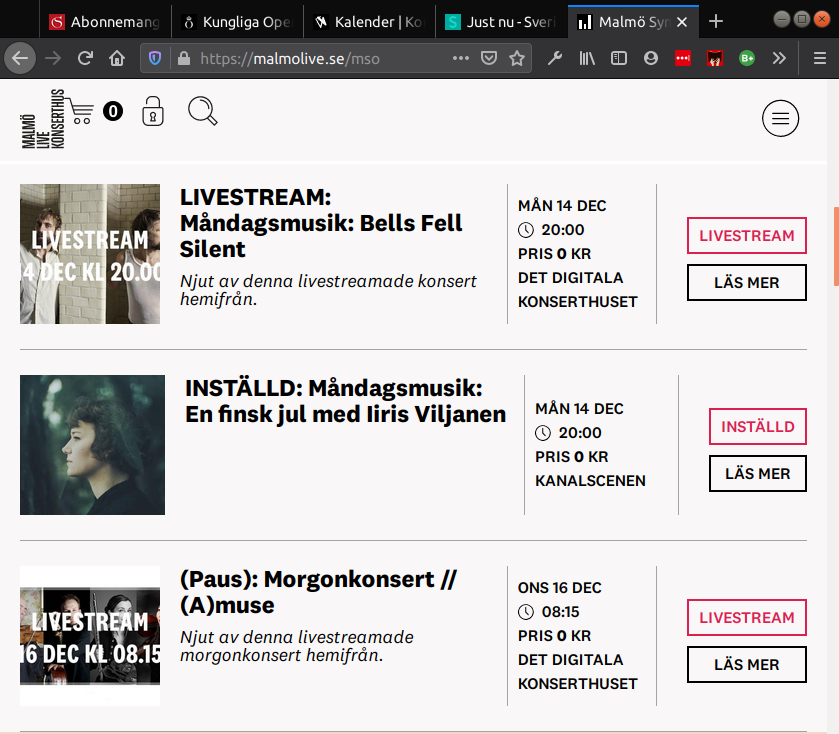 Abonnemang
Kungliga Ope
Kalender | Ko
Just nu - Sveri
Malmö Syn
https://malmolive.se/mso
MALMÖ
LIVE
KONSERTHUS
0
LIVESTREAM
14 DEC KL 20.00
LIVESTREAM:
Måndagsmusik: Bells Fell
Silent
Njut av denna livestreamade konsert
hemifrån.
MÅN 14 DEC
20:00
PRIS 0 KR
DET DIGITALA
KONSERTHUSET
LIVESTREAM
LÄS MER
INSTÄLLD: Måndagsmusik:
En finsk jul med Iiris Viljanen
MÅN 14 DEC
20:00
PRIS 0 KR
KANALSCENEN
INSTÄLLD
LÄS MER
LIVESTREAM
16 DEC KL 08.15
(Paus): Morgonkonsert //
(A)muse
Njut av denna livestreamade
morgonkonsert hemifrån.
ONS 16 DEC
08:15
PRIS 0 KR
DET DIGITALA
KONSERTHUSET
LIVESTREAM
LÄS MER